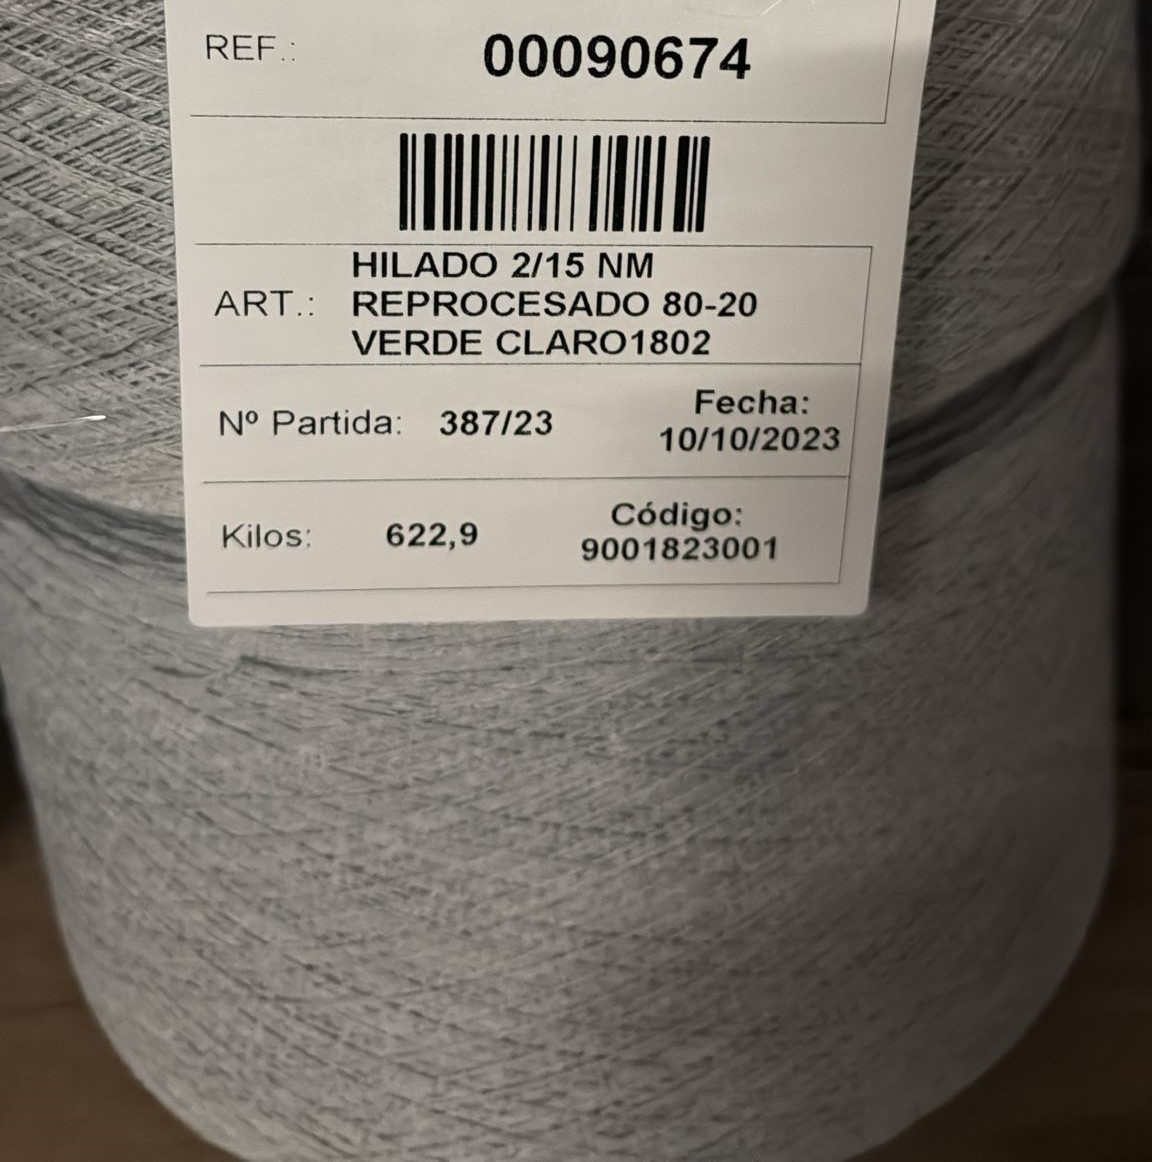 REF.: 00090674
HILADO 2/15 NM
ART.: REPROCESADO 80-20
VERDE CLARO1802
Nº Partida: 387/23 Fecha:
10/10/2023
Kilos: 622,9 Código:
9001823001